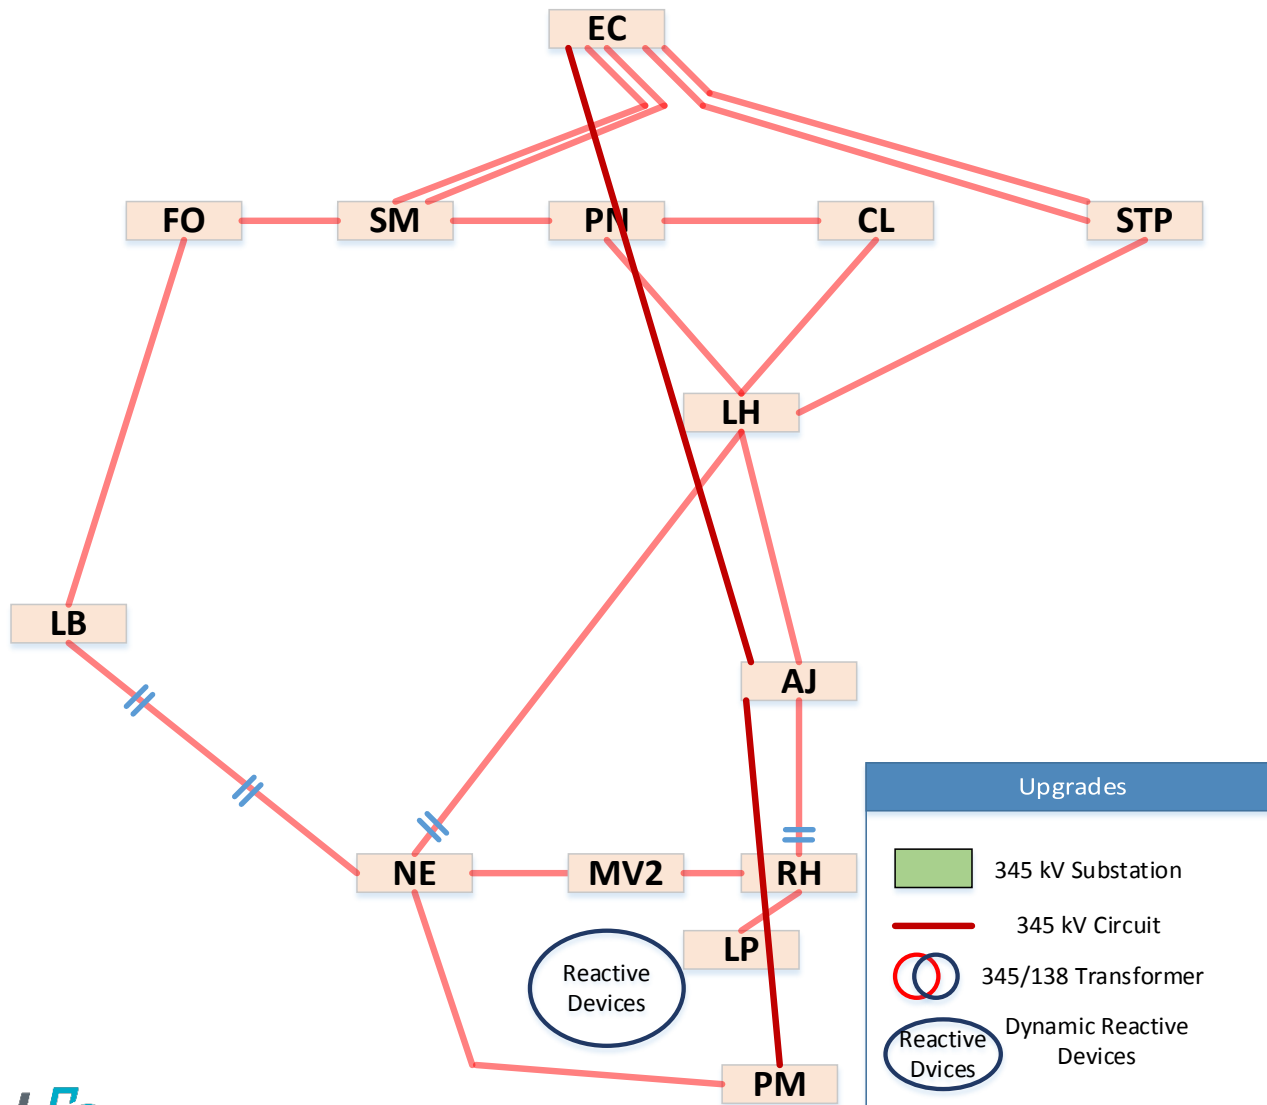 EC
FO
SM
PN
CL
STP
LH
LB
AJ
NE
MV2
RH
LP
Reactive
Devices
PM
Upgrades
345 kV Substation
345 kV Circuit
345/138 Transformer
Reactive
Dvices
Dynamic Reactive
Devices